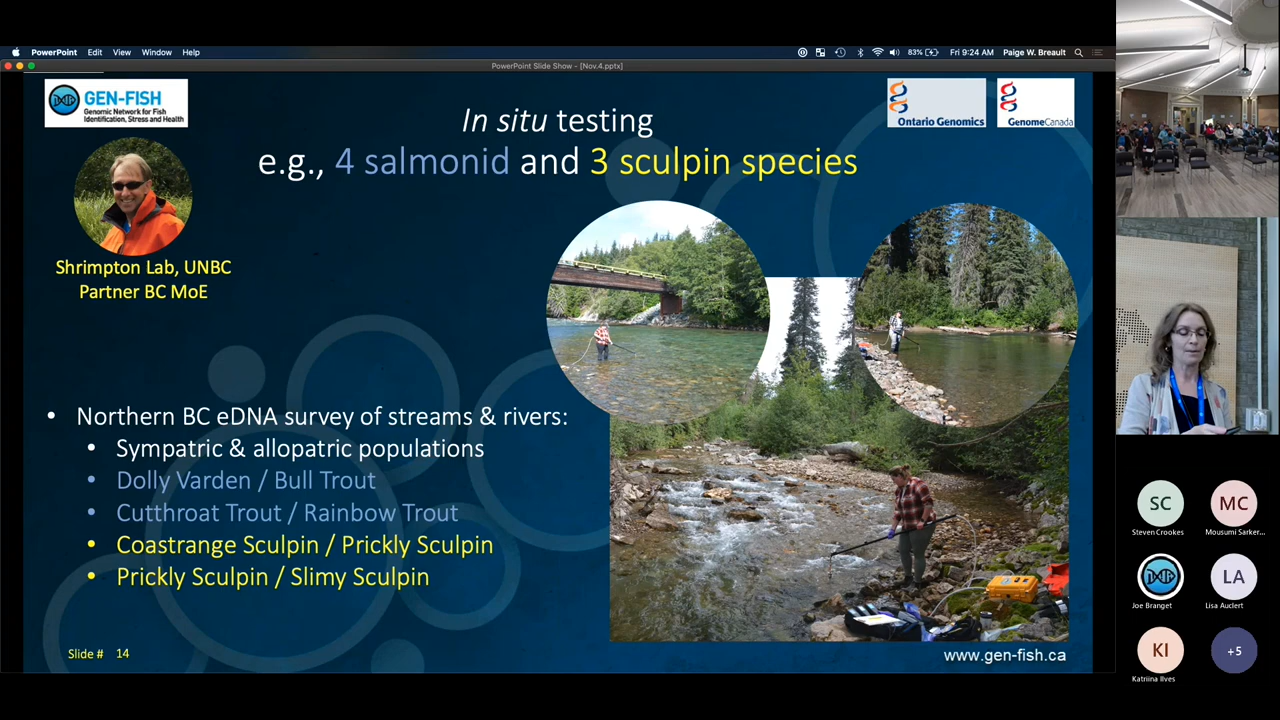 PowerPoint Edit View Window Help
83% Fri 9:24 AM Paige W. Breault
PowerPoint Slide Show - [Nov.4.pptx]
GEN-FISH
Genomic Network for Fish
Identification, Stress and Health
Ontario Genomics
GenomeCanada
In situ testing
e.g., 4 salmonid and 3 sculpin species
Shrimpton Lab, UNBC
Partner BC MoE
• Northern BC eDNA survey of streams & rivers:
• Sympatric & allopatric populations
• Dolly Varden / Bull Trout
• Cutthroat Trout / Rainbow Trout
• Coastrange Sculpin / Prickly Sculpin
• Prickly Sculpin / Slimy Sculpin
Slide # 14
www.gen-fish.ca
SC
Steven Crookes
MC
Mousumi Sarker...
Joe Branget
LA
Lisa Auclert
KI
Katriina Ilves
+5